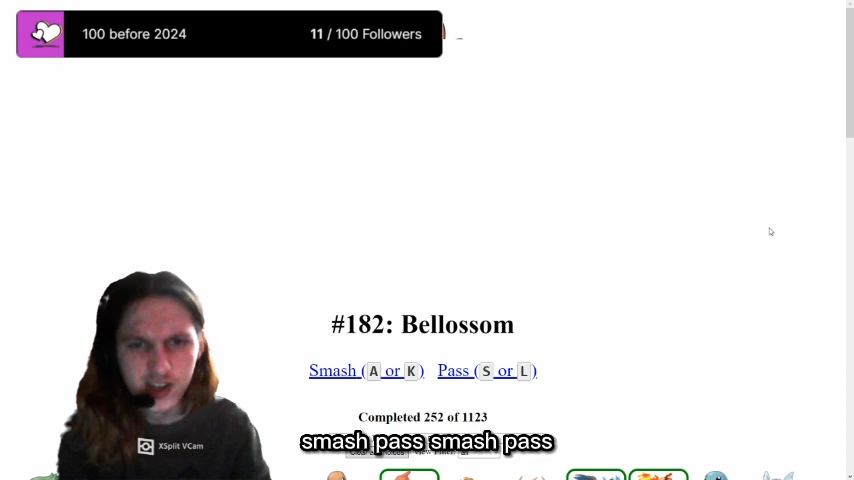 100 before 2024 11 / 100 Followers
#182: Bellossom
Smash (A or K) Pass (S or L)
Completed 252 of 1123
smash pass smash pass
XSplit VCam